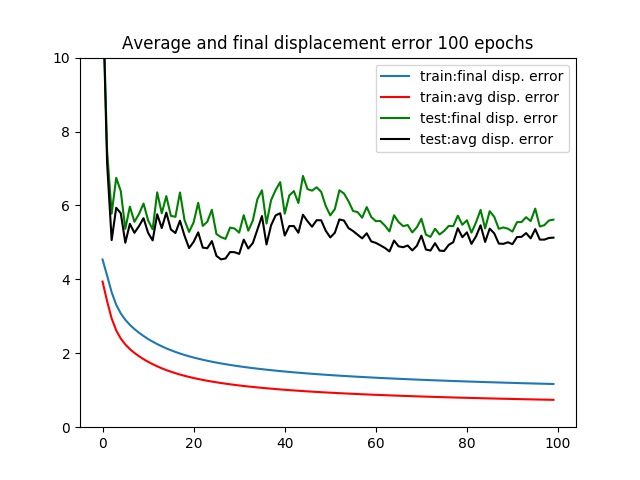 Average and final displacement error 100 epochs
train:final disp. error
train:avg disp. error
test:final disp. error
test:avg disp. error
10
8
6
4
2
0
0 20 40 60 80 100